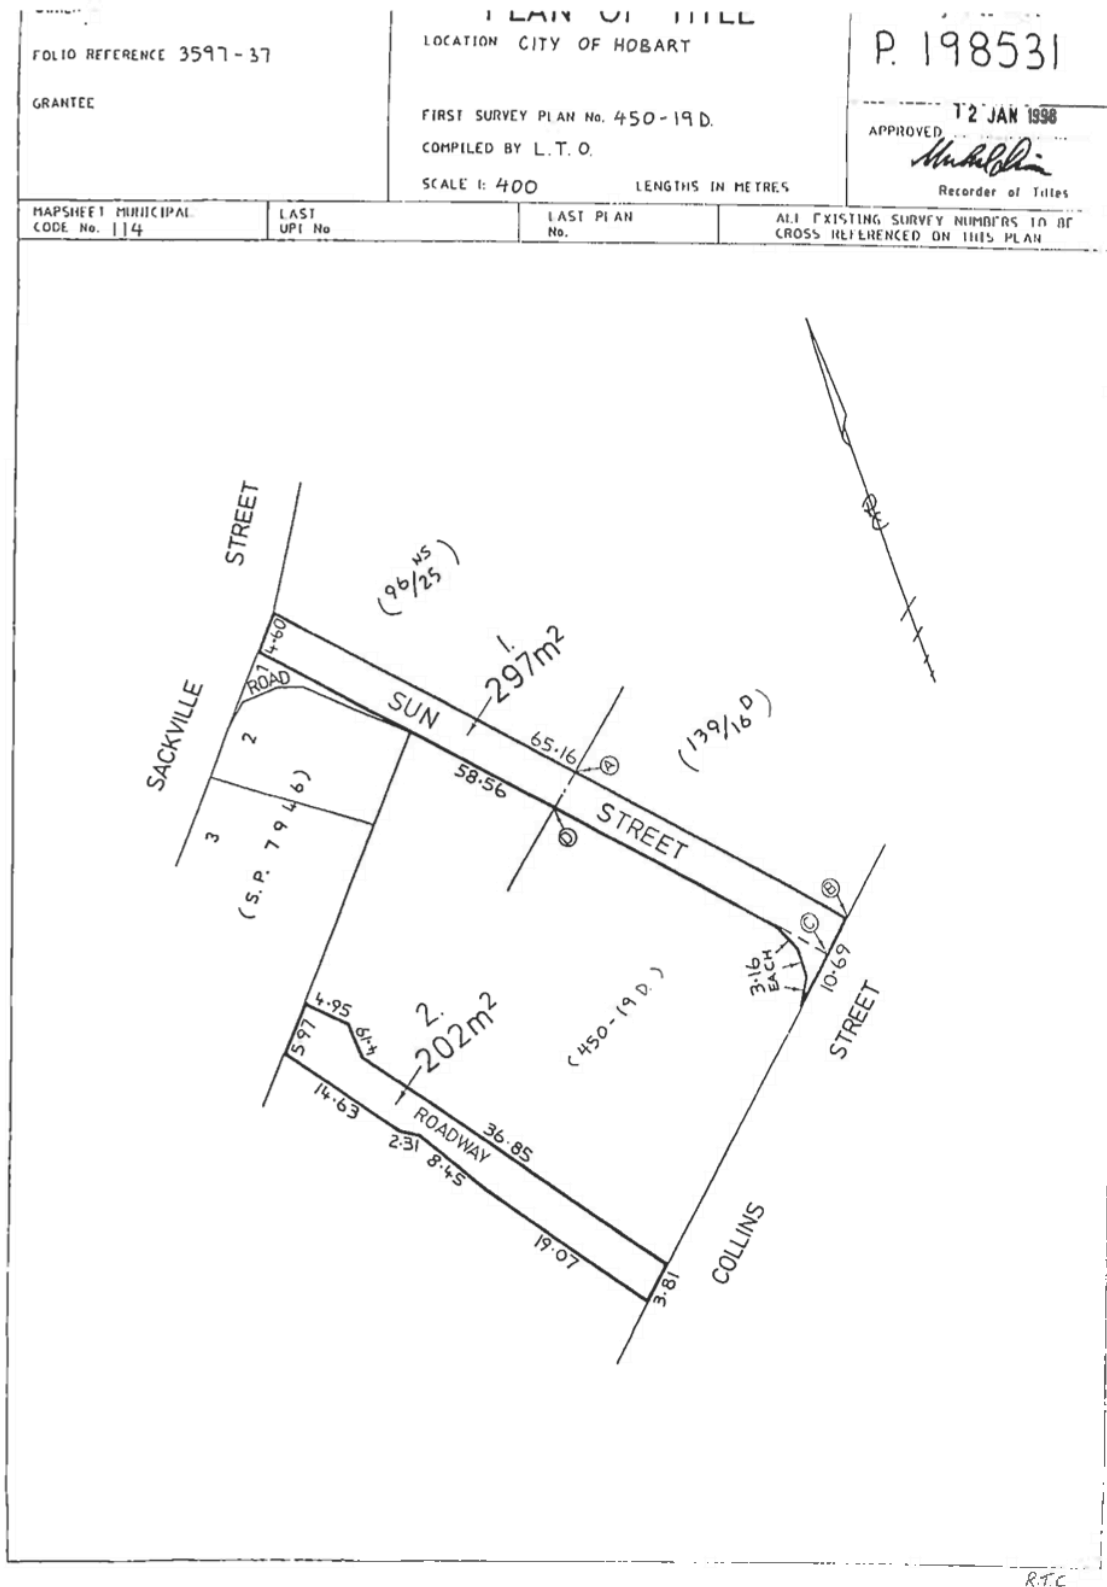 PLAN OF TITLE
FOLIO REFERENCE 3597-37
GRANTEE
LOCATION CITY OF HOBART
FIRST SURVEY PLAN No. 450-19D.
COMPILED BY L.T.O.
SCALE 1: 400 LENGTHS IN METRES
P. 198531
12 JAN 1998
APPROVED
Recorder of Titles
MAPSHEET MUNICIPAL
CODE No. 114
LAST
UPI No
LAST PLAN
No.
ALL EXISTING SURVEY NUMBERS TO BE
CROSS REFERENCED ON THIS PLAN
STREET
(96/25 NS)
4.60
1.
297m²
ROAD
SUN
SACKVILLE
65.16
A
(139/16 D)
58.56
2
STREET
D
3
(S.P. 7946)
B
C
3.16
EACH
10.69
STREET
4.95
5.97
2.
202m²
(450-19D.)
14.63
ROADWAY
36.85
2.31
8.45
19.07
COLLINS
3.81
R.T.C